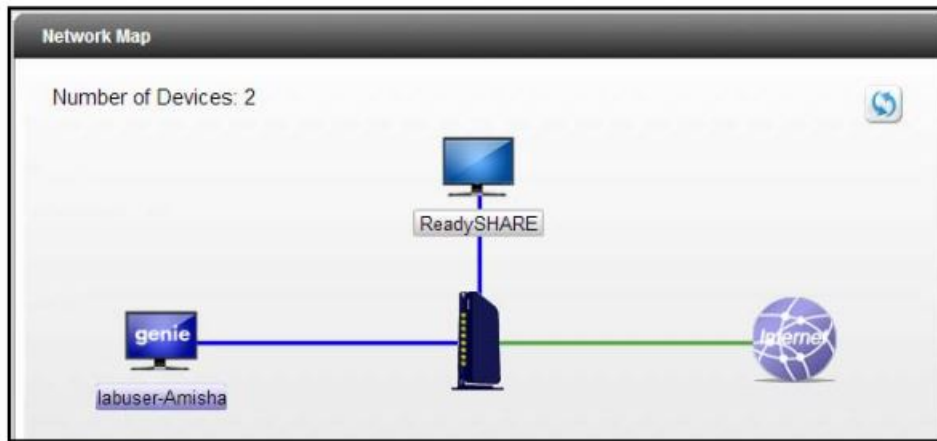 Network Map
Number of Devices: 2
ReadySHARE
genie
Internet
labuser-Amisha